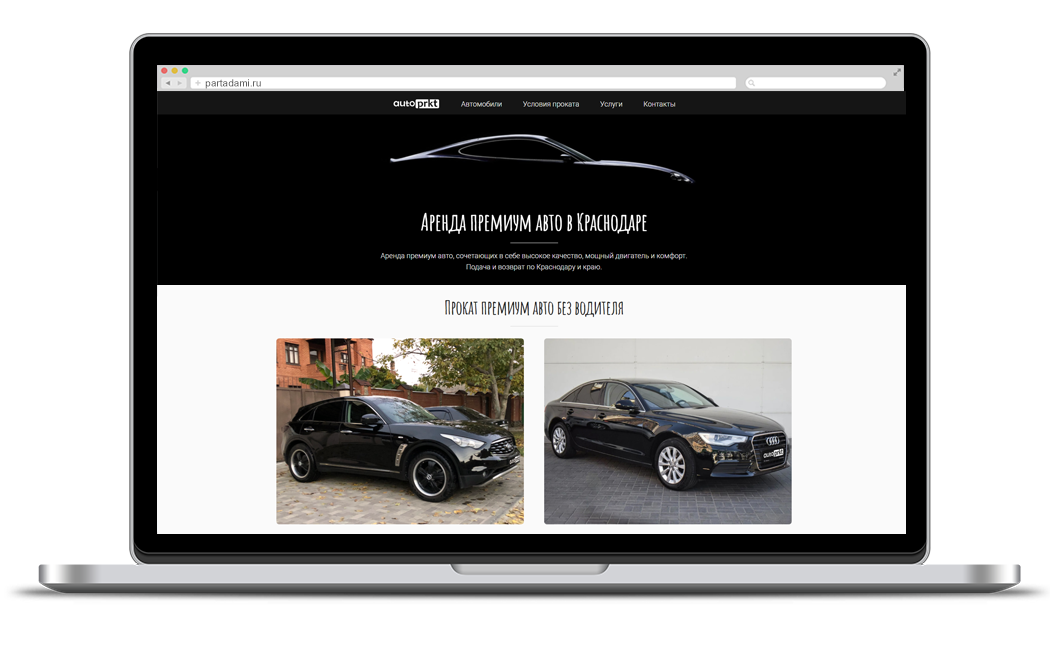 partadami.ru
autoprkt Автомобили Условия проката Услуги Контакты
Аренда премиум авто в Краснодаре
Аренда премиум авто, сочетающих в себе высокое качество, мощный двигатель и комфорт.
Подача и возврат по Краснодару и краю.
Прокат премиум авто без водителя
autoprkt
autoprkt